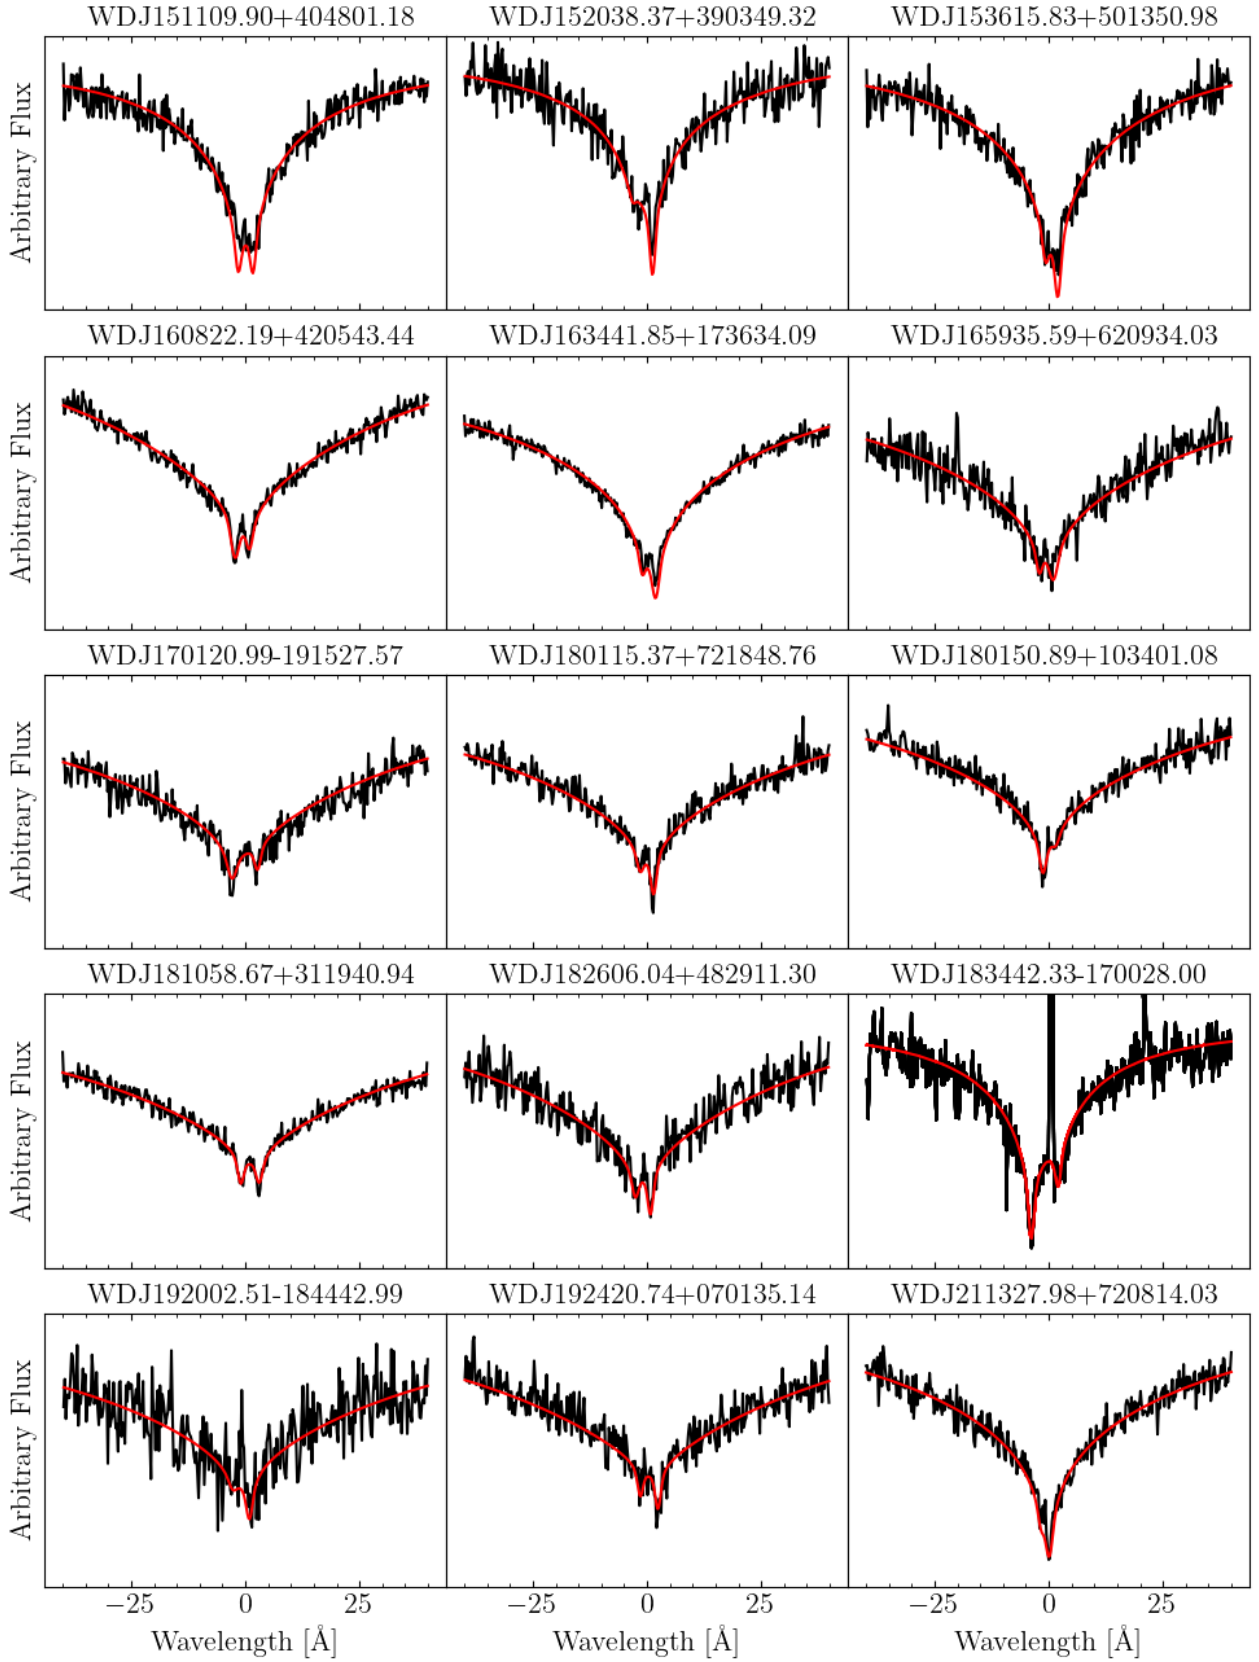 WDJ151109.90+404801.18 WDJ152038.37+390349.32 WDJ153615.83+501350.98
Arbitrary Flux
WDJ160822.19+420543.44 WDJ163441.85+173634.09 WDJ165935.59+620934.03
Arbitrary Flux
WDJ170120.99-191527.57 WDJ180115.37+721848.76 WDJ180150.89+103401.08
Arbitrary Flux
WDJ181058.67+311940.94 WDJ182606.04+482911.30 WDJ183442.33-170028.00
Arbitrary Flux
WDJ192002.51-184442.99 WDJ192420.74+070135.14 WDJ211327.98+720814.03
Arbitrary Flux
−25 0 25 −25 0 25 −25 0 25
Wavelength [Å] Wavelength [Å] Wavelength [Å]